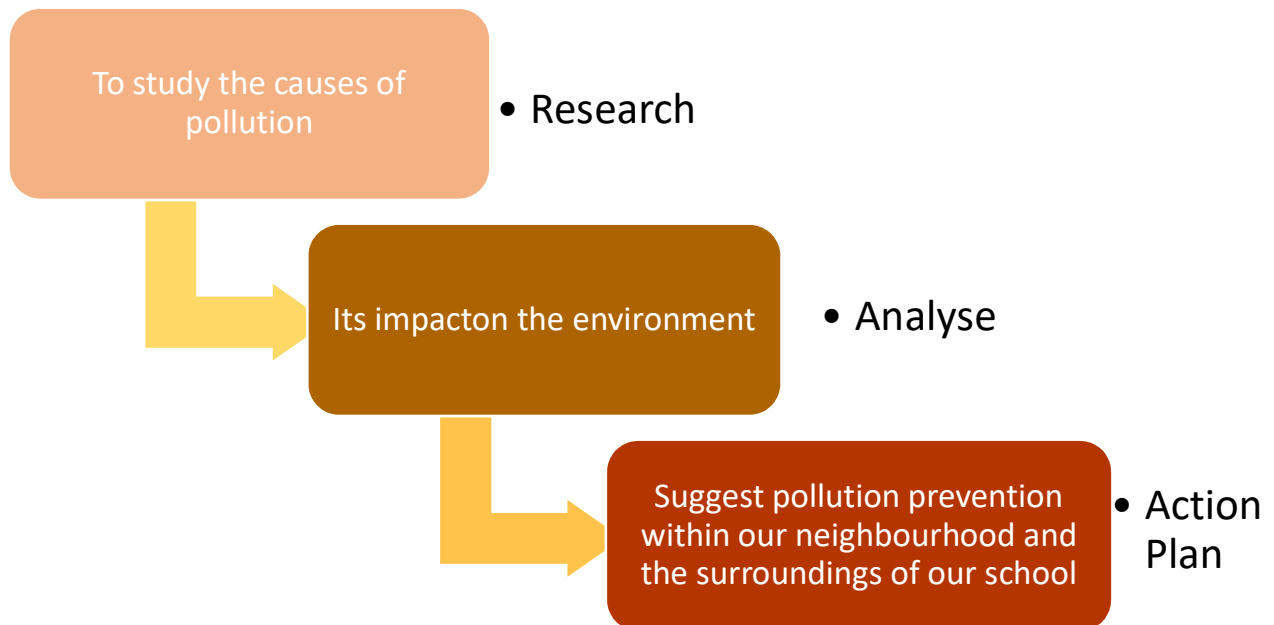 To study the causes of
pollution
• Research
Its impacton the environment
• Analyse
Suggest pollution prevention
within our neighbourhood and
the surroundings of our school
• Action
Plan